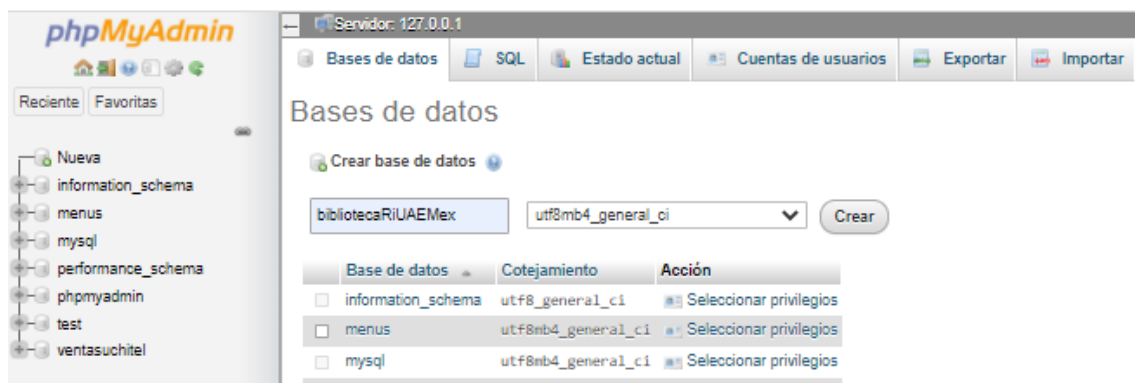 phpMyAdmin
Reciente Favoritas
Nueva
information_schema
menus
mysql
performance_schema
phpmyadmin
test
ventasuchitel
Servidor: 127.0.0.1
Bases de datos SQL Estado actual Cuentas de usuarios Exportar Importar
Bases de datos
Crear base de datos
bibliotecaRiUAEMex utf8mb4_general_ci Crear
Base de datos Cotejamiento Acción
information_schema utf8_general_ci Seleccionar privilegios
menus utf8mb4_general_ci Seleccionar privilegios
mysql utf8mb4_general_ci Seleccionar privilegios